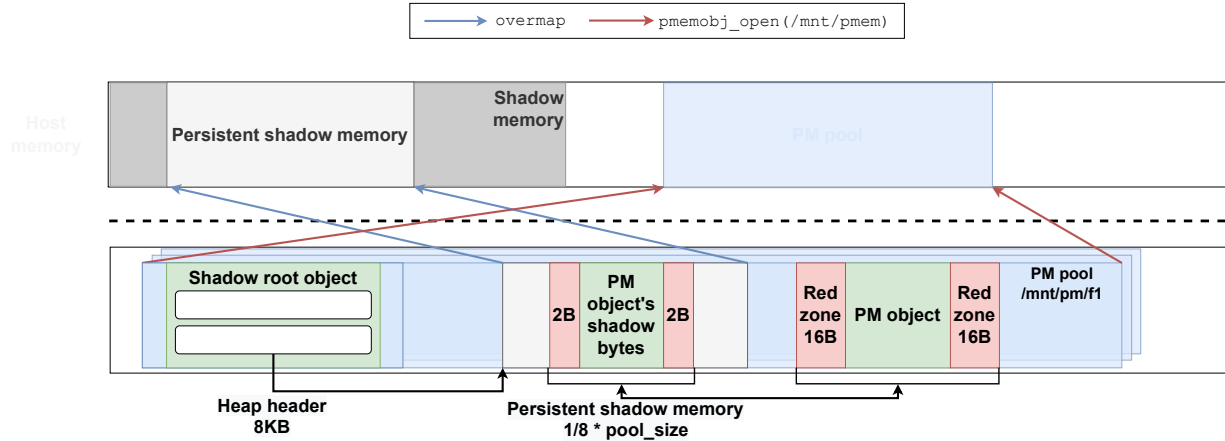 overmap
pmemobj_open(/mnt/pmem)
Host
memory
Persistent shadow memory
Shadow
memory
PM pool
Shadow root object
2B
PM
object's
shadow
bytes
2B
Red
zone
16B
PM object
Red
zone
16B
PM pool
/mnt/pm/f1
Heap header
8KB
Persistent shadow memory
1/8 * pool_size